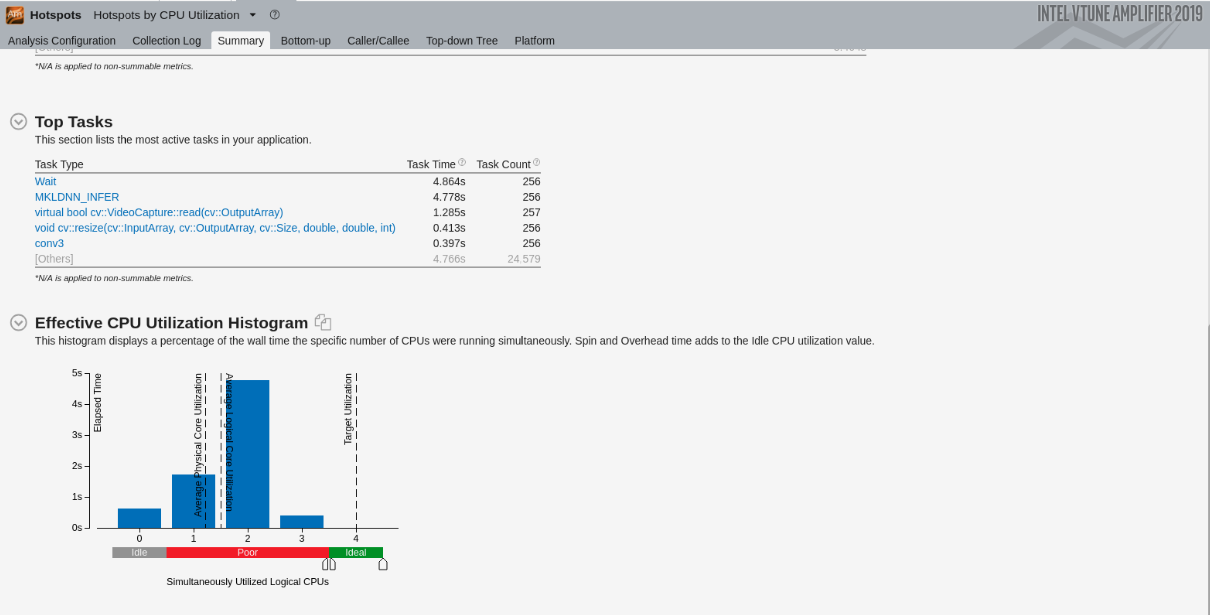 Hotspots Hotspots by CPU Utilization
INTEL VTUNE AMPLIFIER 2019
Analysis Configuration Collection Log Summary Bottom-up Caller/Callee Top-down Tree Platform
[Others]
*N/A is applied to non-summable metrics.
Top Tasks
This section lists the most active tasks in your application.
Task Type Task Time Task Count
Wait 4.864s 256
MKLDNN_INFER 4.778s 256
virtual bool cv::VideoCapture::read(cv::OutputArray) 1.285s 257
void cv::resize(cv::InputArray, cv::OutputArray, cv::Size, double, double, int) 0.413s 256
conv3 0.397s 256
[Others] 4.766s 24.579
*N/A is applied to non-summable metrics.
Effective CPU Utilization Histogram
This histogram displays a percentage of the wall time the specific number of CPUs were running simultaneously. Spin and Overhead time adds to the Idle CPU utilization value.
5s
4s
3s
2s
1s
0s
Elapsed Time
Average Physical Core Utilization
Average Logical Core Utilization
Target Utilization
0 1 2 3 4
Idle Poor Ideal
Simultaneously Utilized Logical CPUs